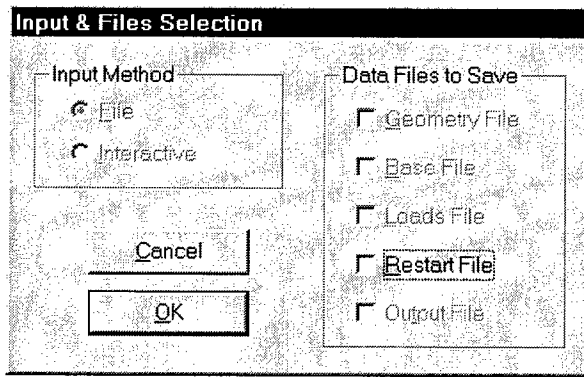 Input & Files Selection
Input Method
File
Interactive
Cancel
OK
Data Files to Save
Geometry File
Base File
Loads File
Restart File
Output File